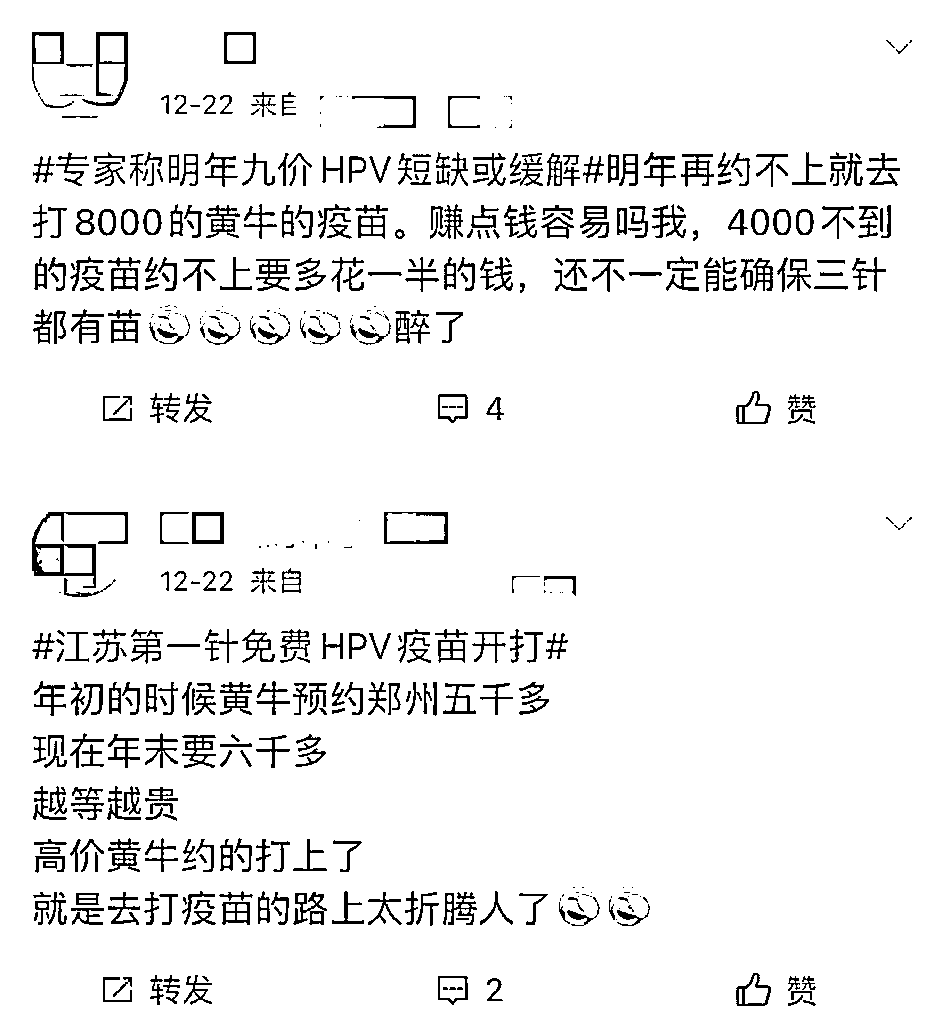 12-22 来自
#专家称明年九价HPV短缺或缓解#明年再约不上就去
打8000的黄牛的疫苗。赚点钱容易吗我，4000不到
的疫苗约不上要多花一半的钱，还不一定能确保三针
都有苗醉了
转发 4 赞
12-22 来自
#江苏第一针免费HPV疫苗开打#
年初的时候黄牛预约郑州五千多
现在年末要六千多
越等越贵
高价黄牛约的打上了
就是去打疫苗的路上太折腾人了
转发 2 赞